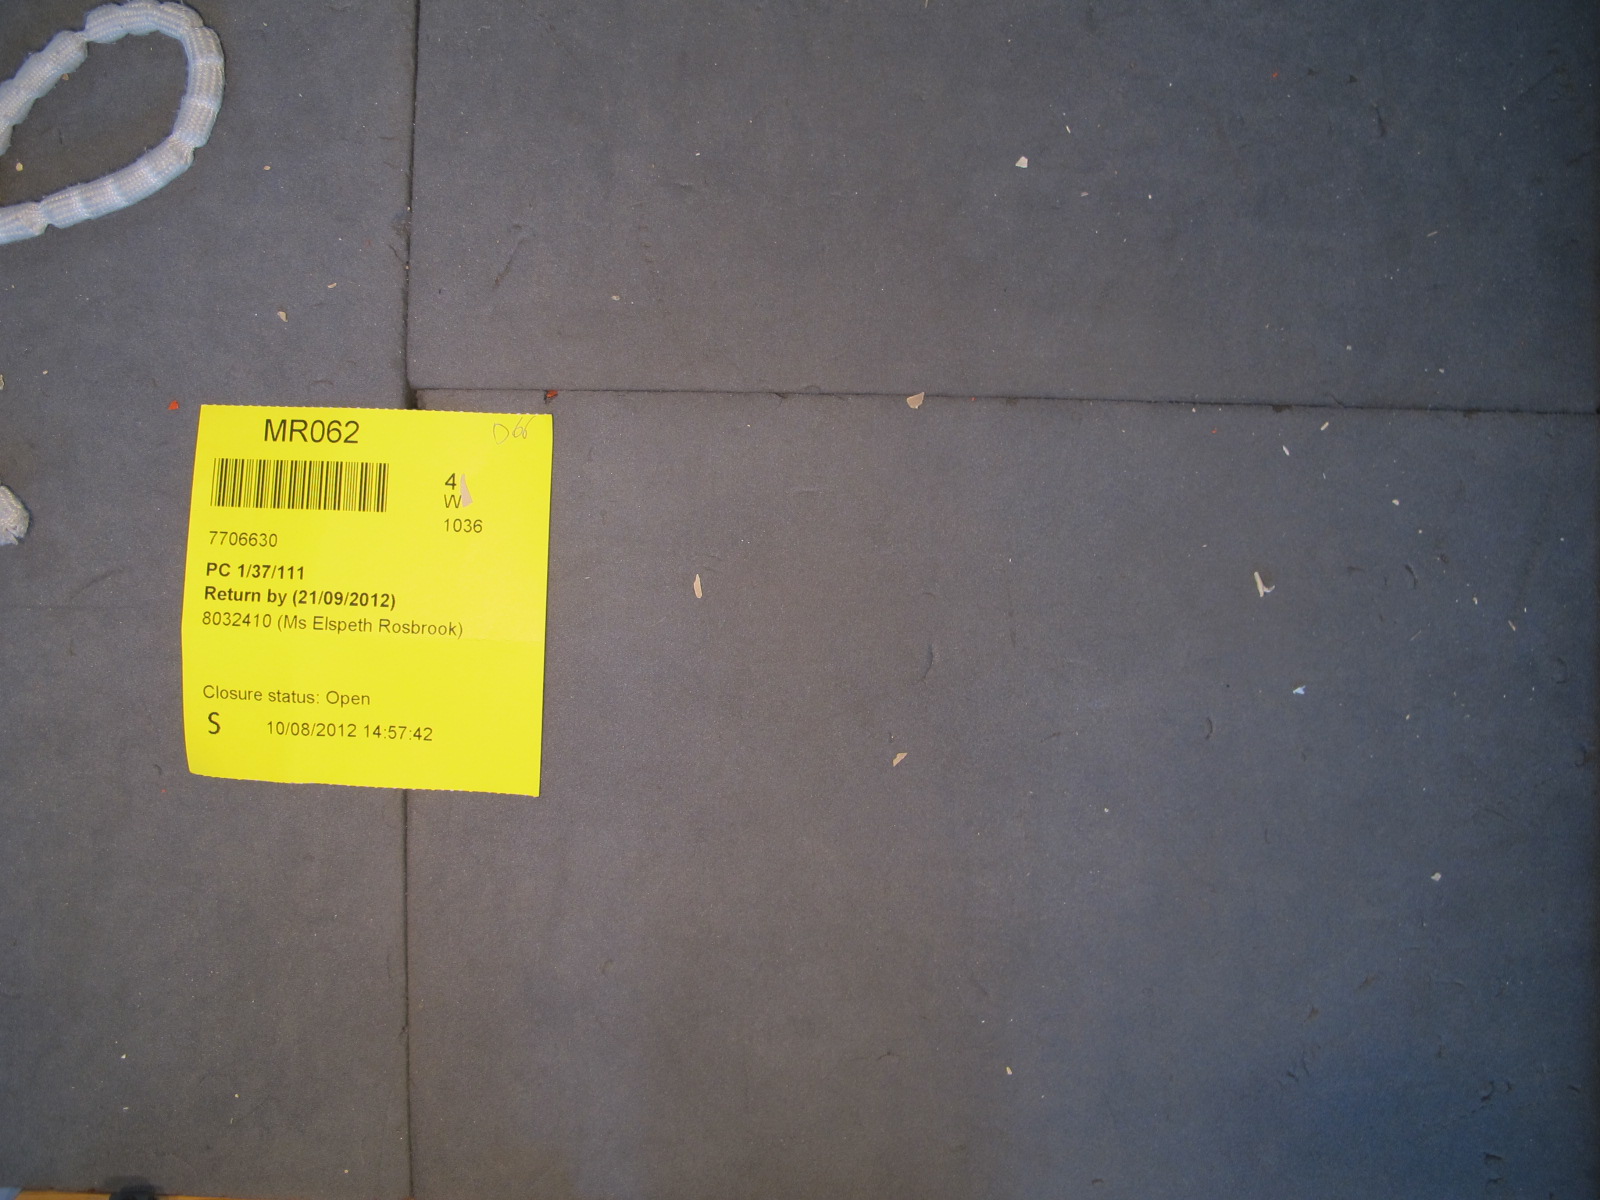 MR062
D66
4
W
1036
7706630
PC 1/37/111
Return by (21/09/2012)
8032410 (Ms Elspeth Rosbrook)
Closure status: Open
S 10/08/2012 14:57:42